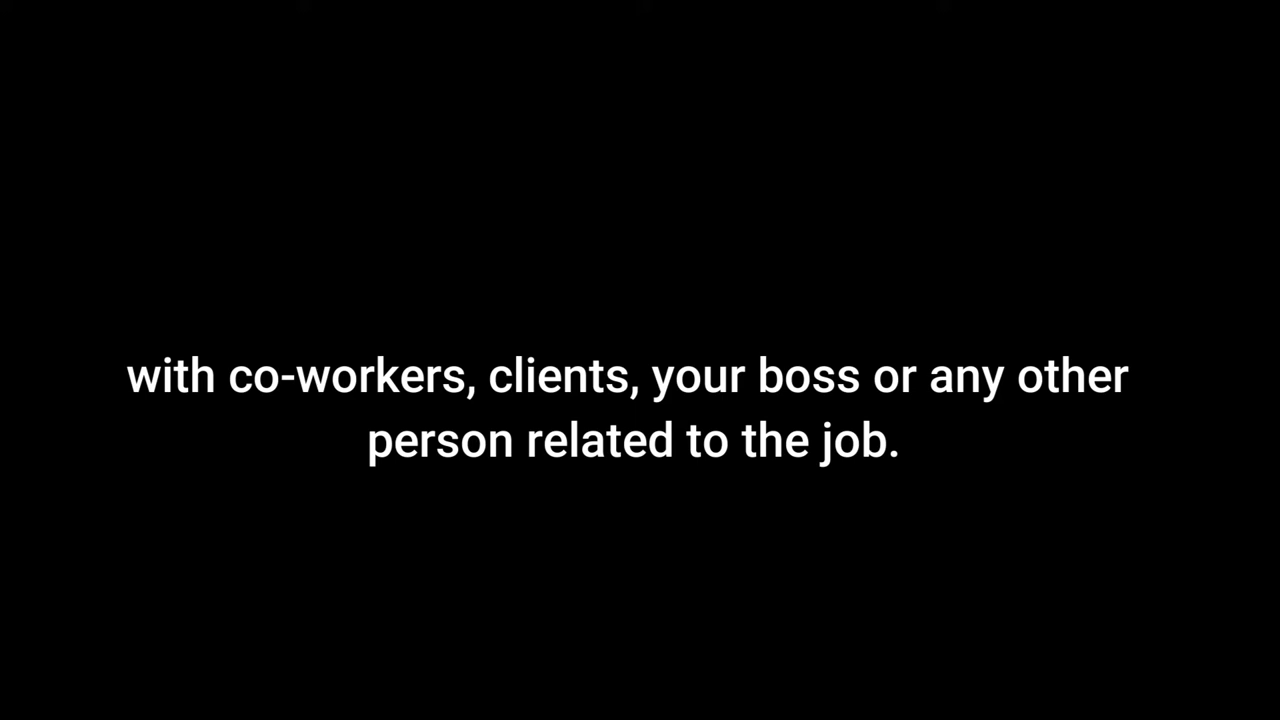 with co-workers, clients, your boss or any other
person related to the job.